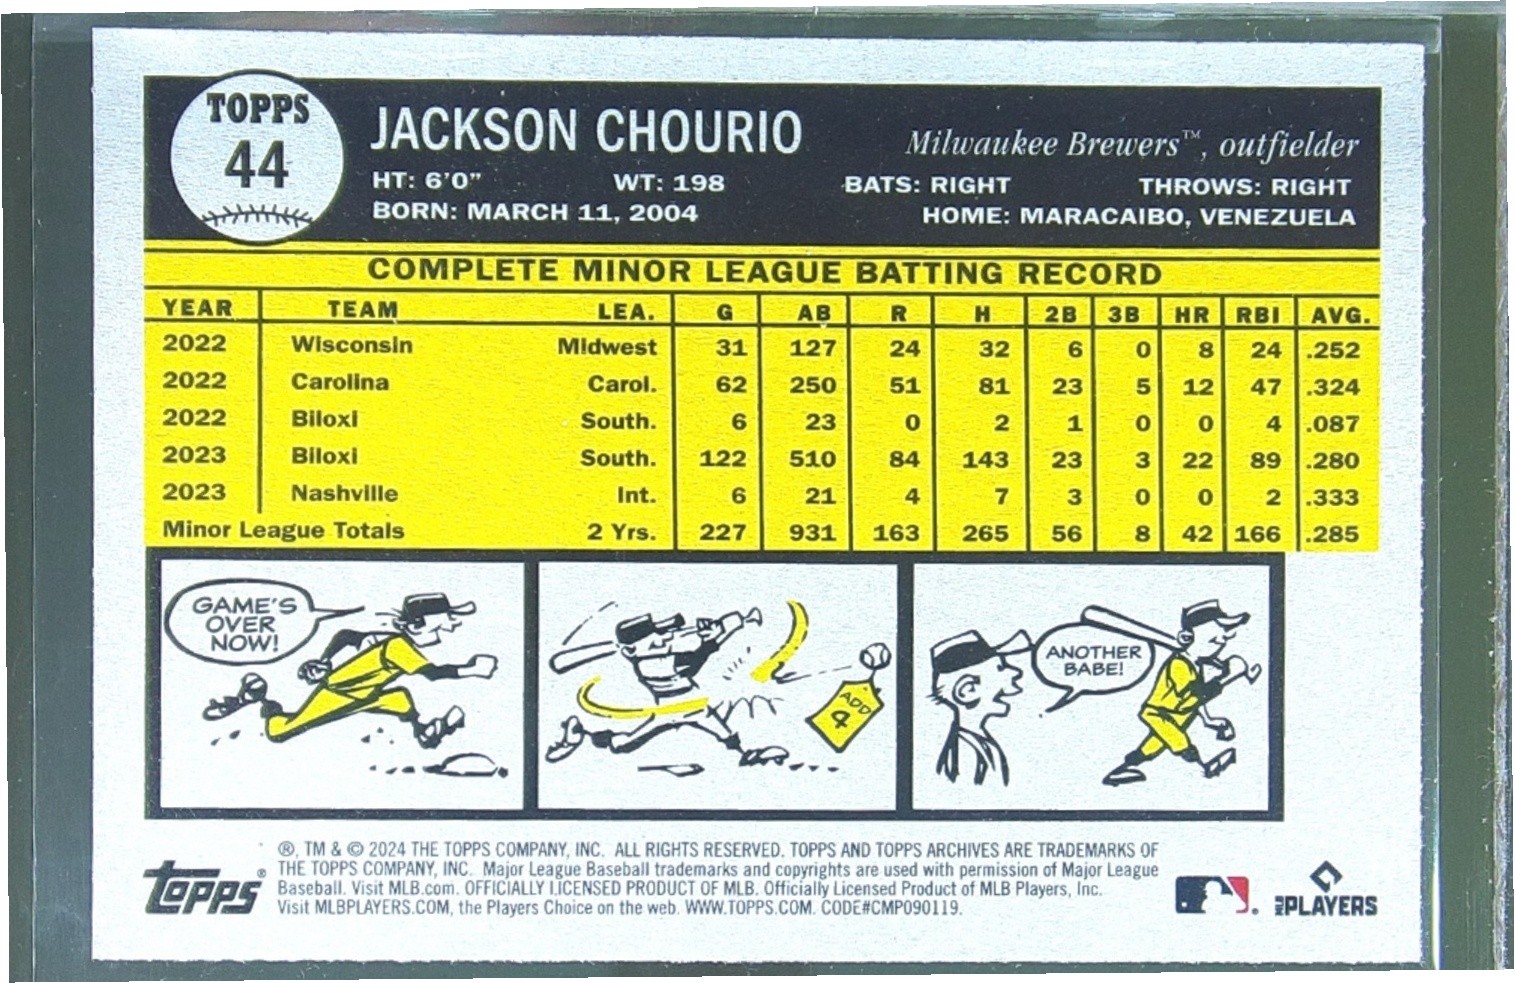 TOPPS
44
JACKSON CHOURIO
Milwaukee Brewers™, outfielder
HT: 6'0" WT: 198 BATS: RIGHT THROWS: RIGHT
BORN: MARCH 11, 2004 HOME: MARACAIBO, VENEZUELA
COMPLETE MINOR LEAGUE BATTING RECORD
YEAR TEAM LEA. G AB R H 2B 3B HR RBI AVG.
2022 Wisconsin Midwest 31 127 24 32 6 0 8 24 .252
2022 Carolina Carol. 62 250 51 81 23 5 12 47 .324
2022 Biloxi South. 6 23 0 2 1 0 0 4 .087
2023 Biloxi South. 122 510 84 143 23 3 22 89 .280
2023 Nashville Int. 6 21 4 7 3 0 0 2 .333
Minor League Totals 2 Yrs. 227 931 163 265 56 8 42 166 .285
GAME'S
OVER
NOW!
ADD
4
ANOTHER
BABE!
®, TM & © 2024 THE TOPPS COMPANY, INC. ALL RIGHTS RESERVED. TOPPS AND TOPPS ARCHIVES ARE TRADEMARKS OF
THE TOPPS COMPANY, INC. Major League Baseball trademarks and copyrights are used with permission of Major League
Baseball. Visit MLB.com. OFFICIALLY LICENSED PRODUCT OF MLB. Officially Licensed Product of MLB Players, Inc.
Visit MLBPLAYERS.COM, the Players Choice on the web. WWW.TOPPS.COM. CODE#CMP090119.
topps®
MLB PLAYERS